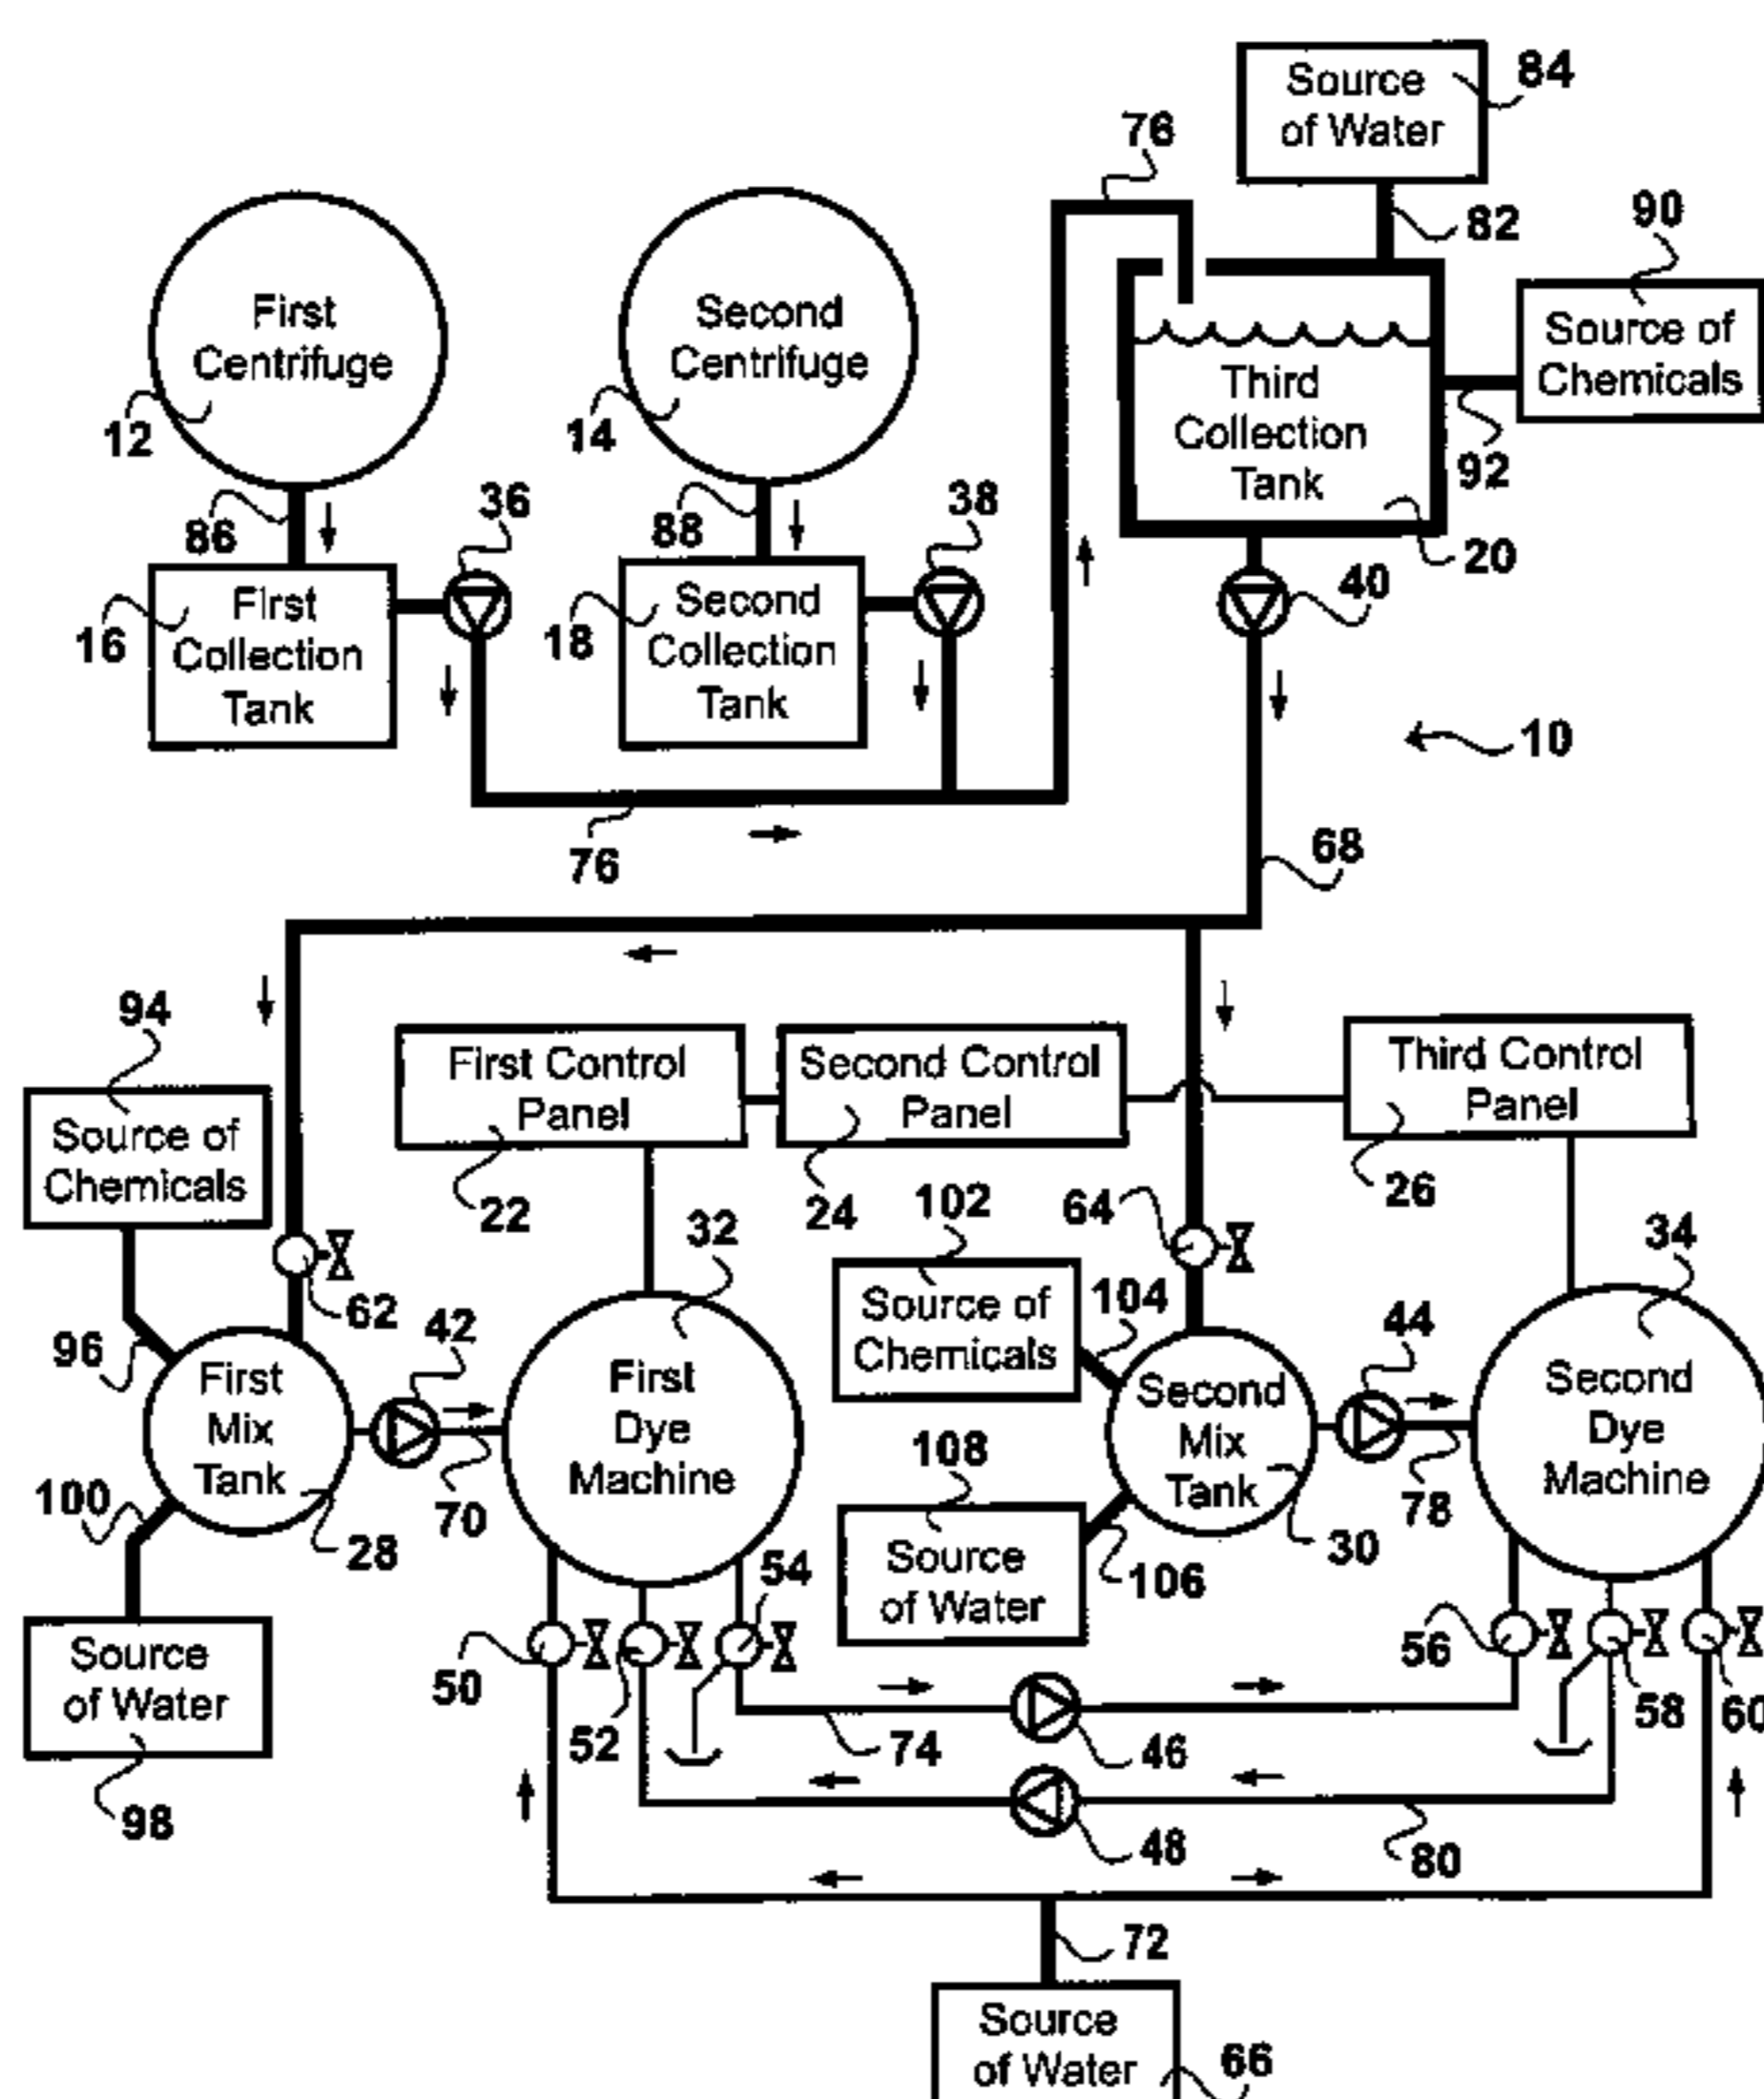 Source
of Water
84
76
82
90
First
Centrifuge
Second
Centrifuge
Source of
Chemicals
Third
Collection
Tank
12
14
92
86
36
88
38
20
40
16
First
Collection
Tank
18
Second
Collection
Tank
10
76
68
94
First Control
Panel
Second Control
Panel
Third Control
Panel
Source of
Chemicals
22
24
26
102
64
32
34
62
Source of
Chemicals
104
96
42
44
First
Mix
Tank
First
Dye
Machine
Second
Mix
Tank
Second
Dye
Machine
100
70
108
78
28
54
30
Source
of Water
106
Source
of Water
50
52
56
58
60
74
46
98
48
80
72
Source
of Water
66